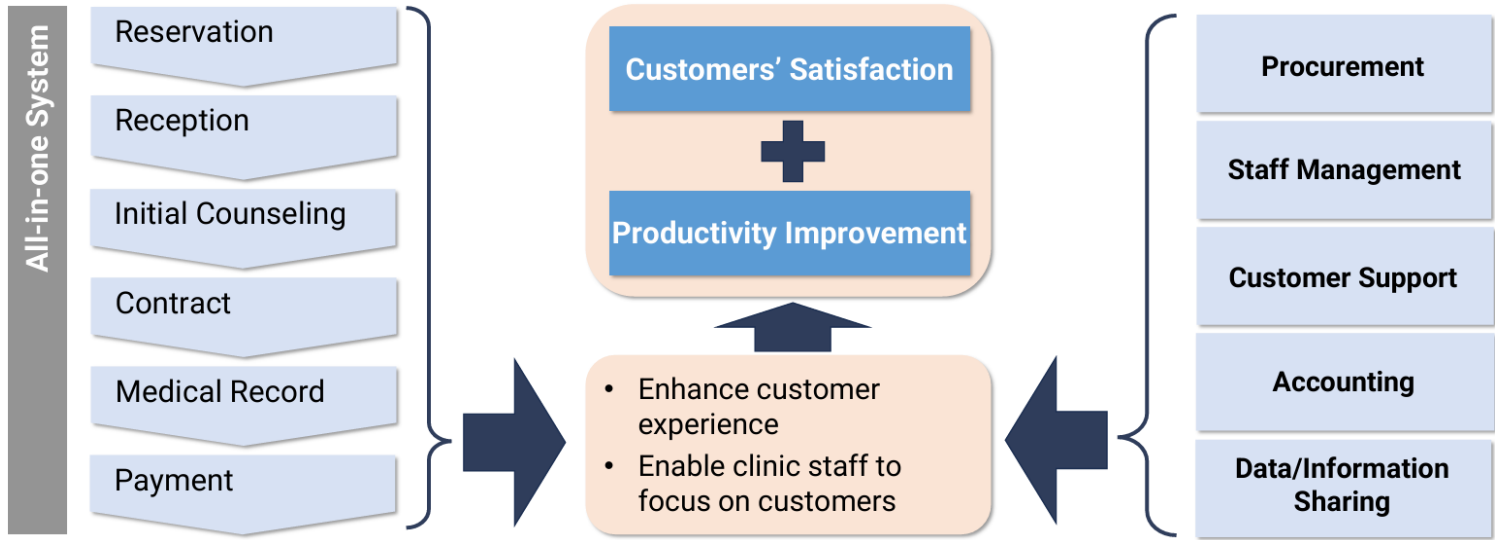 All-in-one System
Reservation
Reception
Initial Counseling
Contract
Medical Record
Payment
Customers’ Satisfaction
Productivity Improvement
• Enhance customer
experience
• Enable clinic staff to
focus on customers
Procurement
Staff Management
Customer Support
Accounting
Data/Information
Sharing